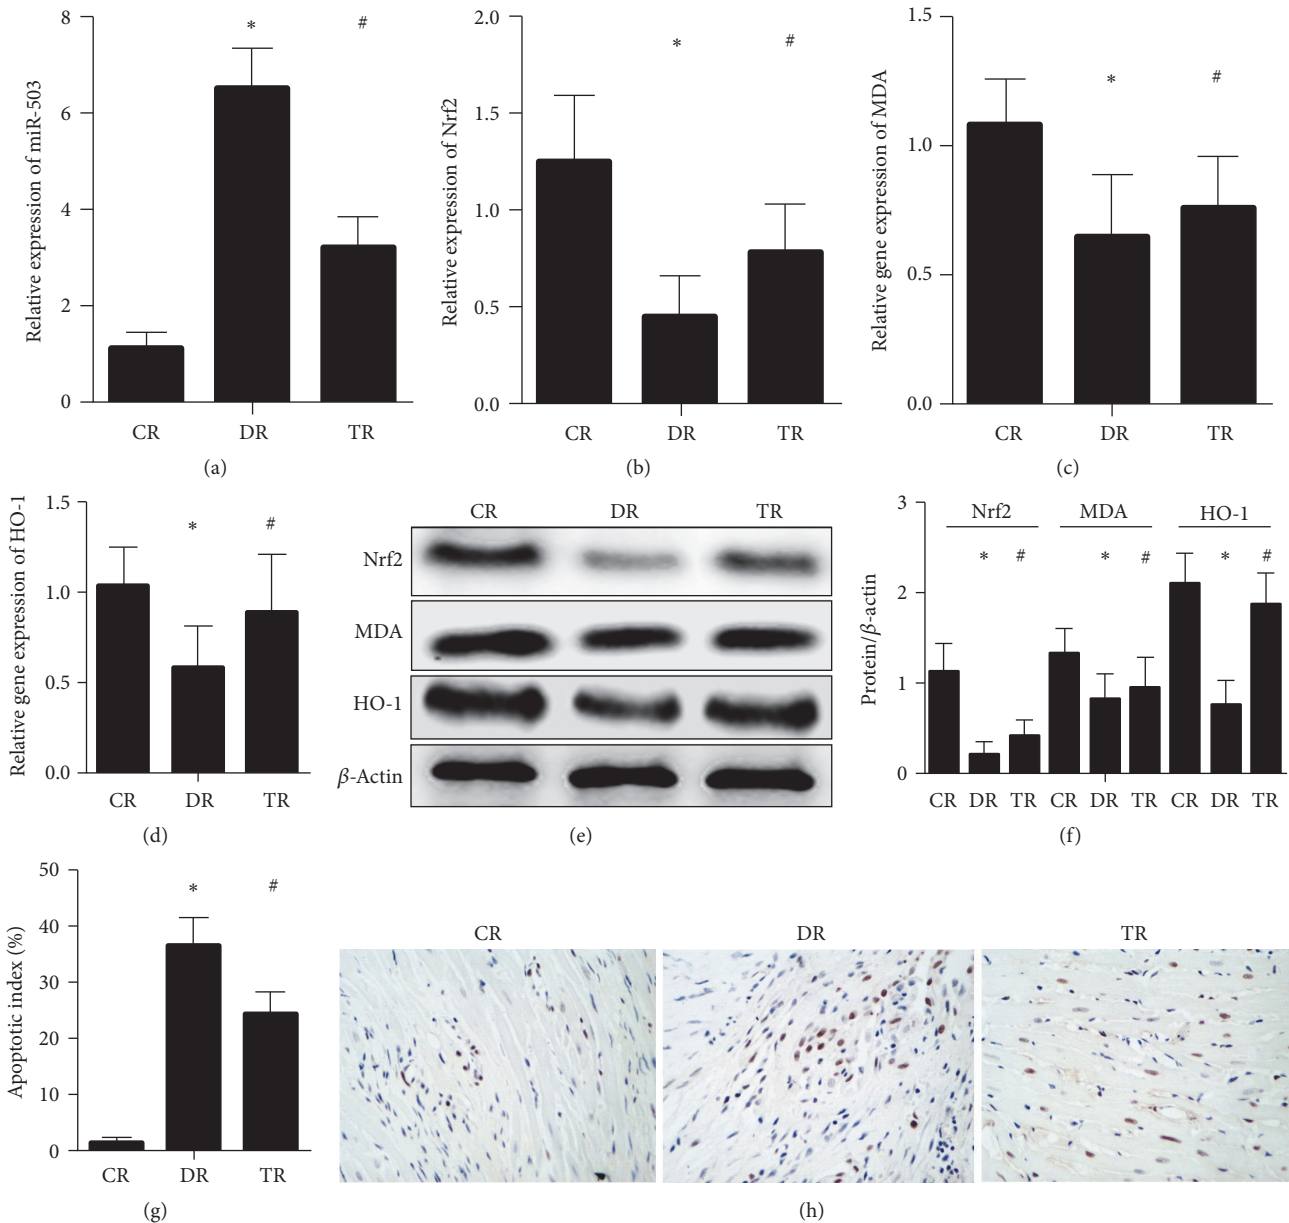 Relative expression of miR-503
8
6
4
2
0
*
#
CR
DR
TR
(a)
Relative expression of Nrf2
2.0
1.5
1.0
0.5
0.0
*
#
CR
DR
TR
(b)
Relative gene expression of MDA
1.5
1.0
0.5
0.0
*
#
CR
DR
TR
(c)
Relative gene expression of HO-1
1.5
1.0
0.5
0.0
*
#
CR
DR
TR
(d)
CR
DR
TR
Nrf2
MDA
HO-1
β-Actin
(e)
Protein/β-actin
3
2
1
0
Nrf2
MDA
HO-1
*
#
*
#
*
#
CR
DR
TR
CR
DR
TR
CR
DR
TR
(f)
Apoptotic index (%)
50
40
30
20
10
0
*
#
CR
DR
TR
(g)
CR
DR
TR
(h)